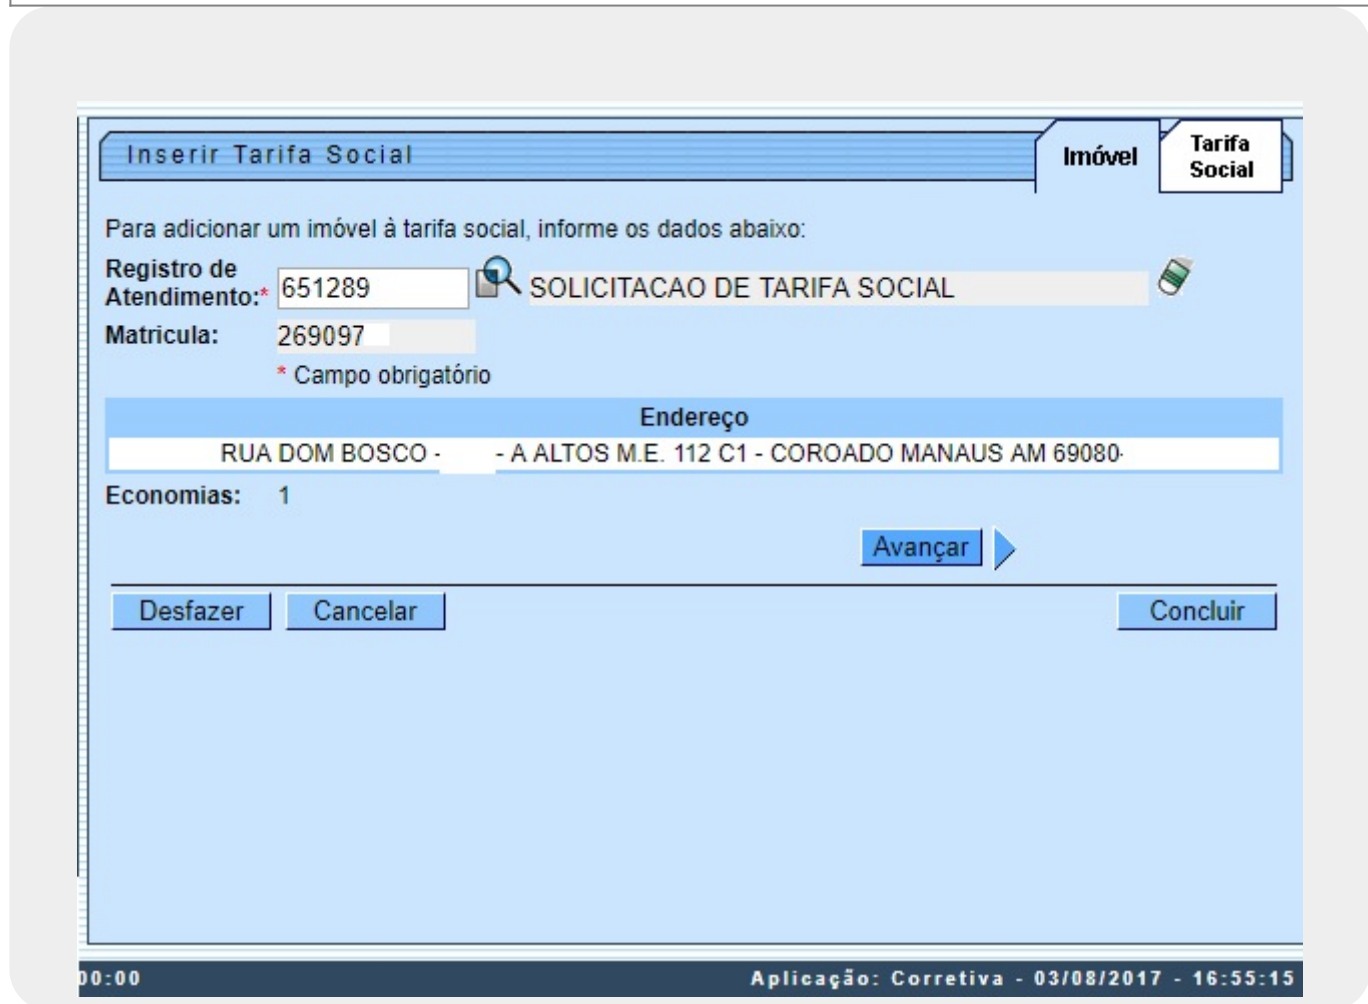 Inserir Tarifa Social
Imóvel
Tarifa
Social
Para adicionar um imóvel à tarifa social, informe os dados abaixo:
Registro de
Atendimento:* 651289 SOLICITACAO DE TARIFA SOCIAL
Matricula: 269097
* Campo obrigatório
Endereço
RUA DOM BOSCO - - A ALTOS M.E. 112 C1 - COROADO MANAUS AM 69080-
Economias: 1
Avançar
Desfazer Cancelar Concluir
00:00 Aplicação: Corretiva - 03/08/2017 - 16:55:15